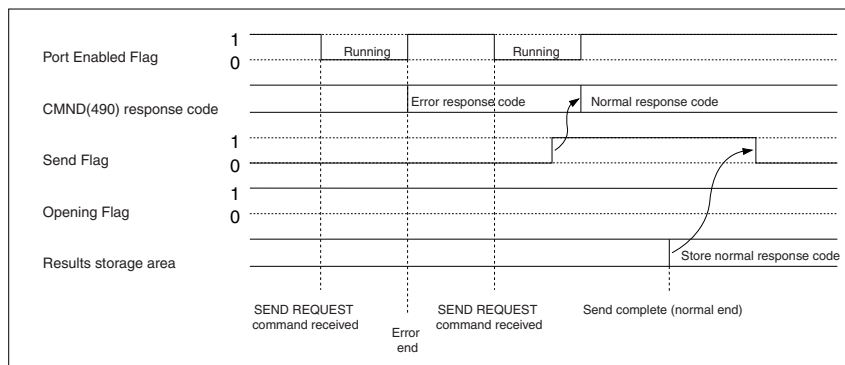 Port Enabled Flag
1
0
Running
Running
CMND(490) response code
Error response code
Normal response code
Send Flag
1
0
Opening Flag
1
0
Results storage area
Store normal response code
SEND REQUEST
command received
Error
end
SEND REQUEST
command received
Send complete (normal end)